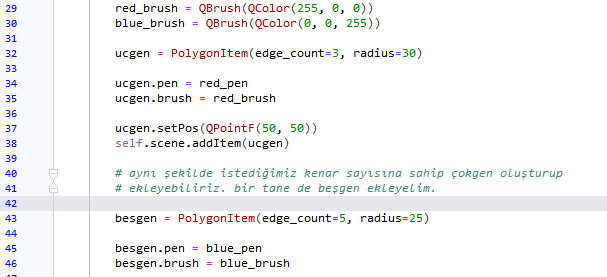 29 red_brush = QBrush(QColor(255, 0, 0))
30 blue_brush = QBrush(QColor(0, 0, 255))
31
32 ucgen = PolygonItem(edge_count=3, radius=30)
33
34 ucgen.pen = red_pen
35 ucgen.brush = red_brush
36
37 ucgen.setPos(QPointF(50, 50))
38 self.scene.addItem(ucgen)
39
40 # aynı şekilde istediğimiz kenar sayısına sahip çokgen oluşturup
41 # ekleyebiliriz. bir tane de beşgen ekleyelim.
42
43 besgen = PolygonItem(edge_count=5, radius=25)
44
45 besgen.pen = blue_pen
46 besgen.brush = blue_brush
47